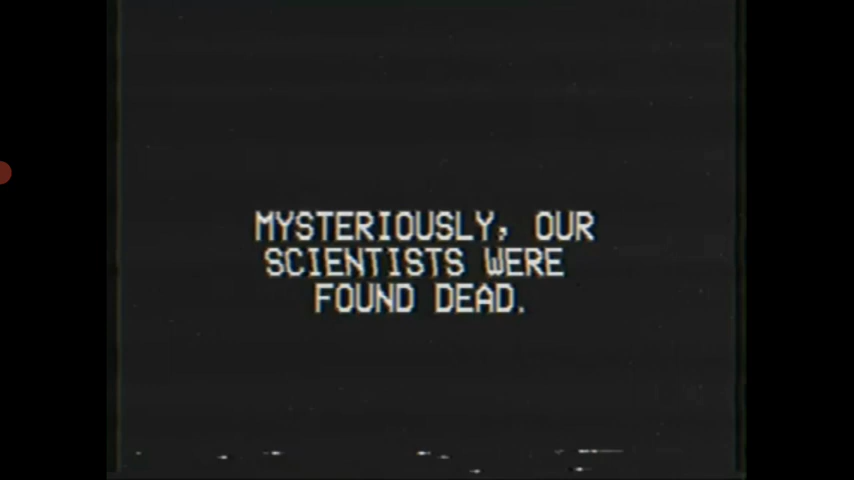 MYSTERIOUSLY, OUR
SCIENTISTS WERE
FOUND DEAD.